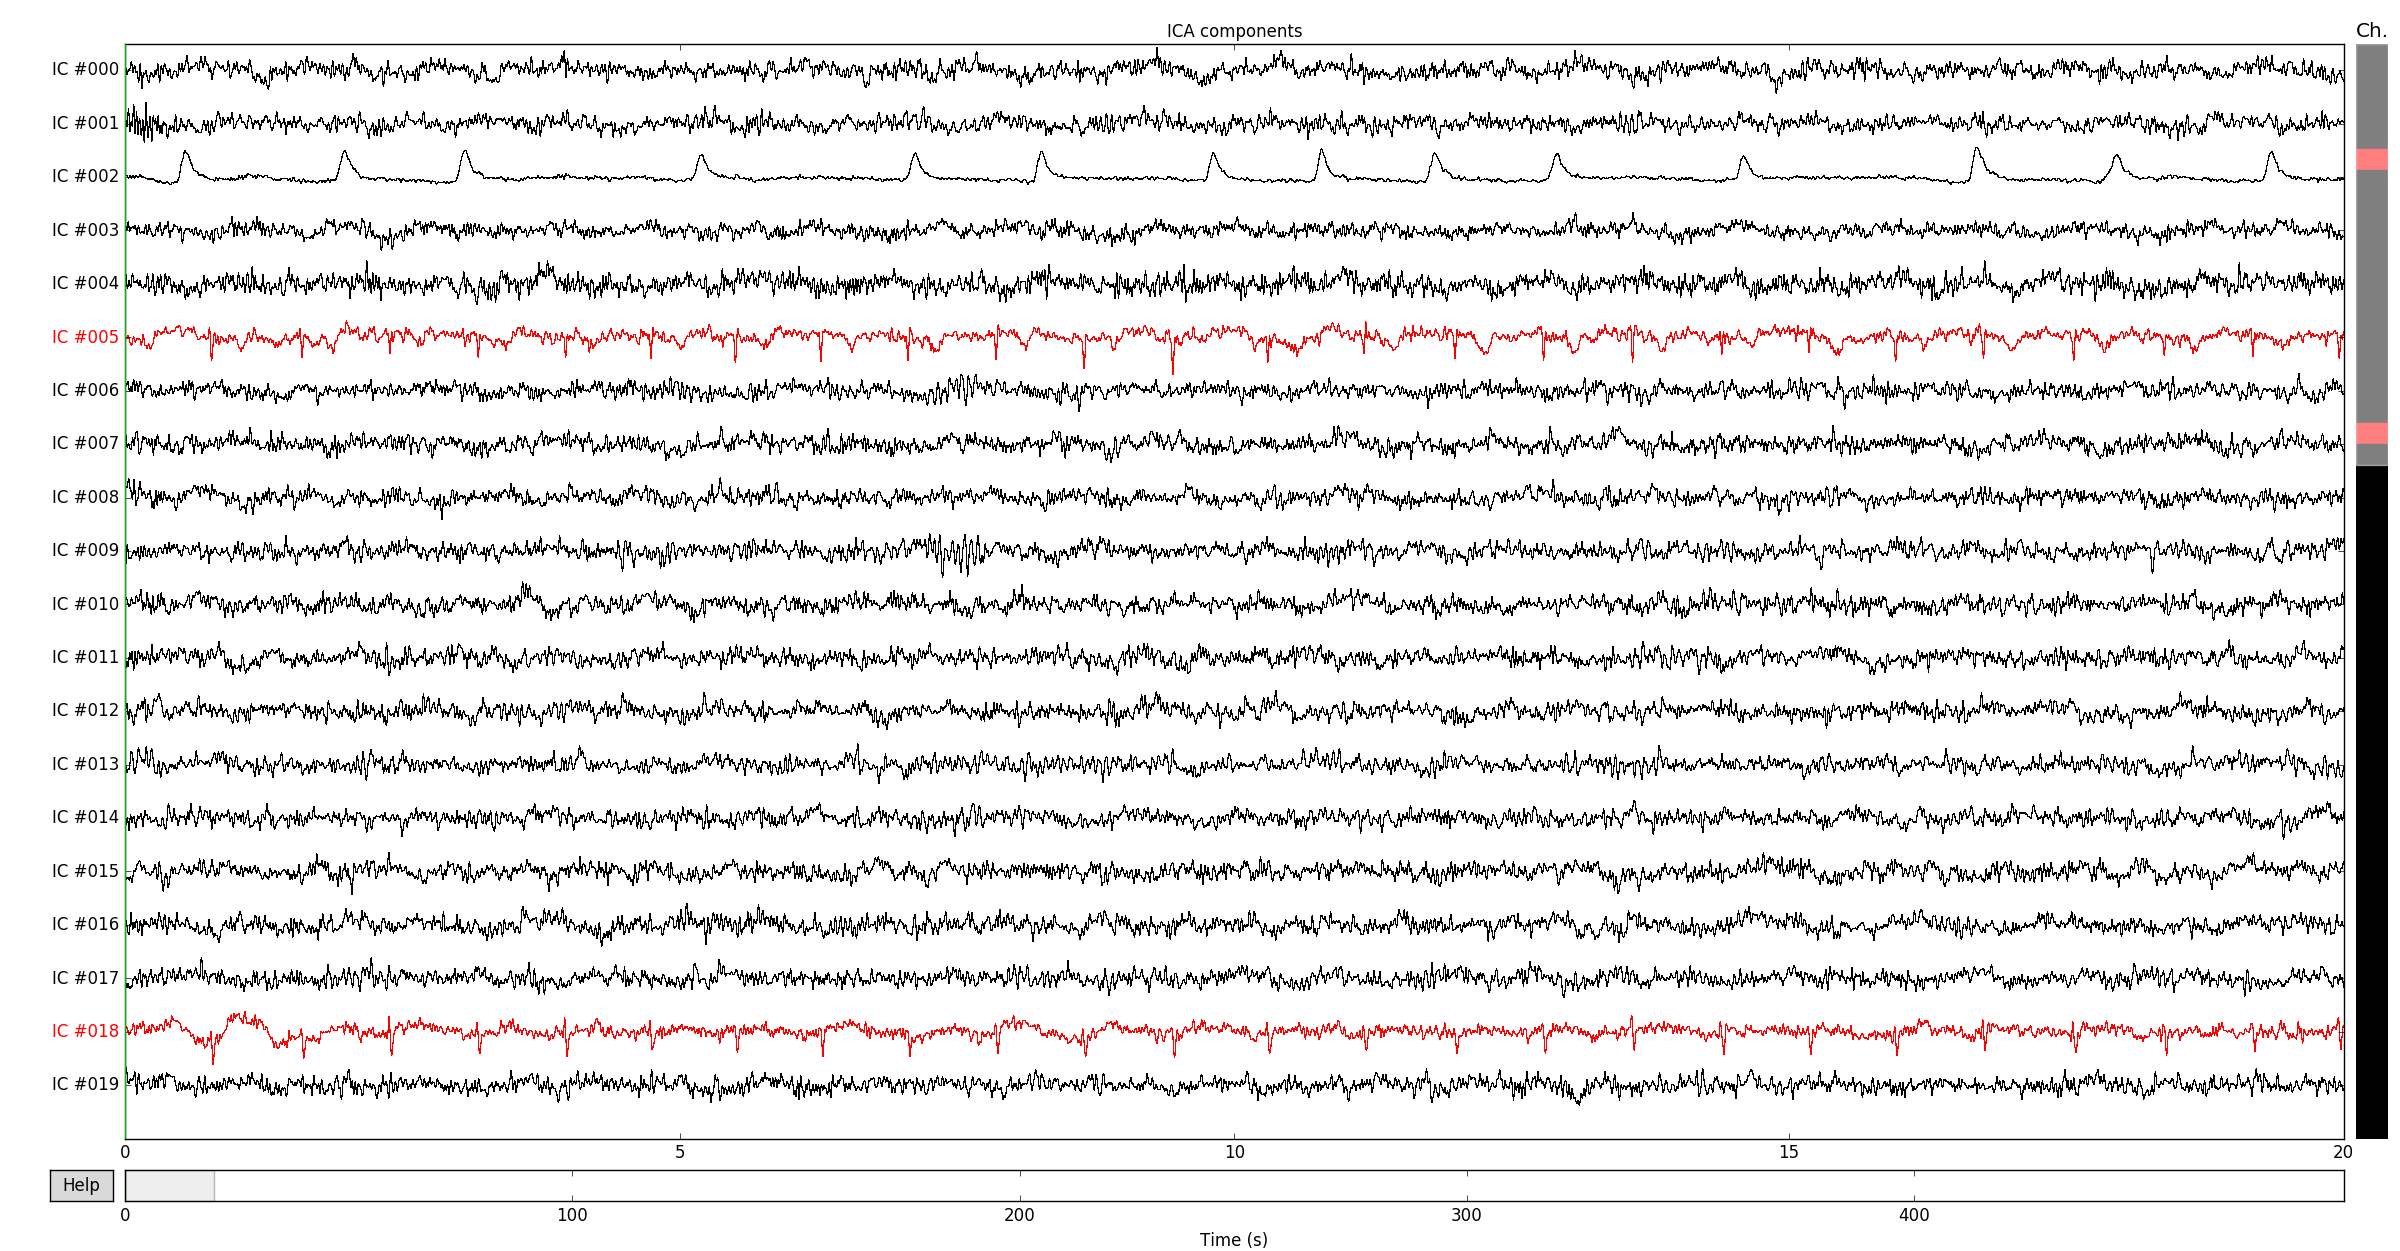 ICA components
Ch.
IC #000
IC #001
IC #002
IC #003
IC #004
IC #005
IC #006
IC #007
IC #008
IC #009
IC #010
IC #011
IC #012
IC #013
IC #014
IC #015
IC #016
IC #017
IC #018
IC #019
0 5 10 15 20
Help
0 100 200 300 400
Time (s)